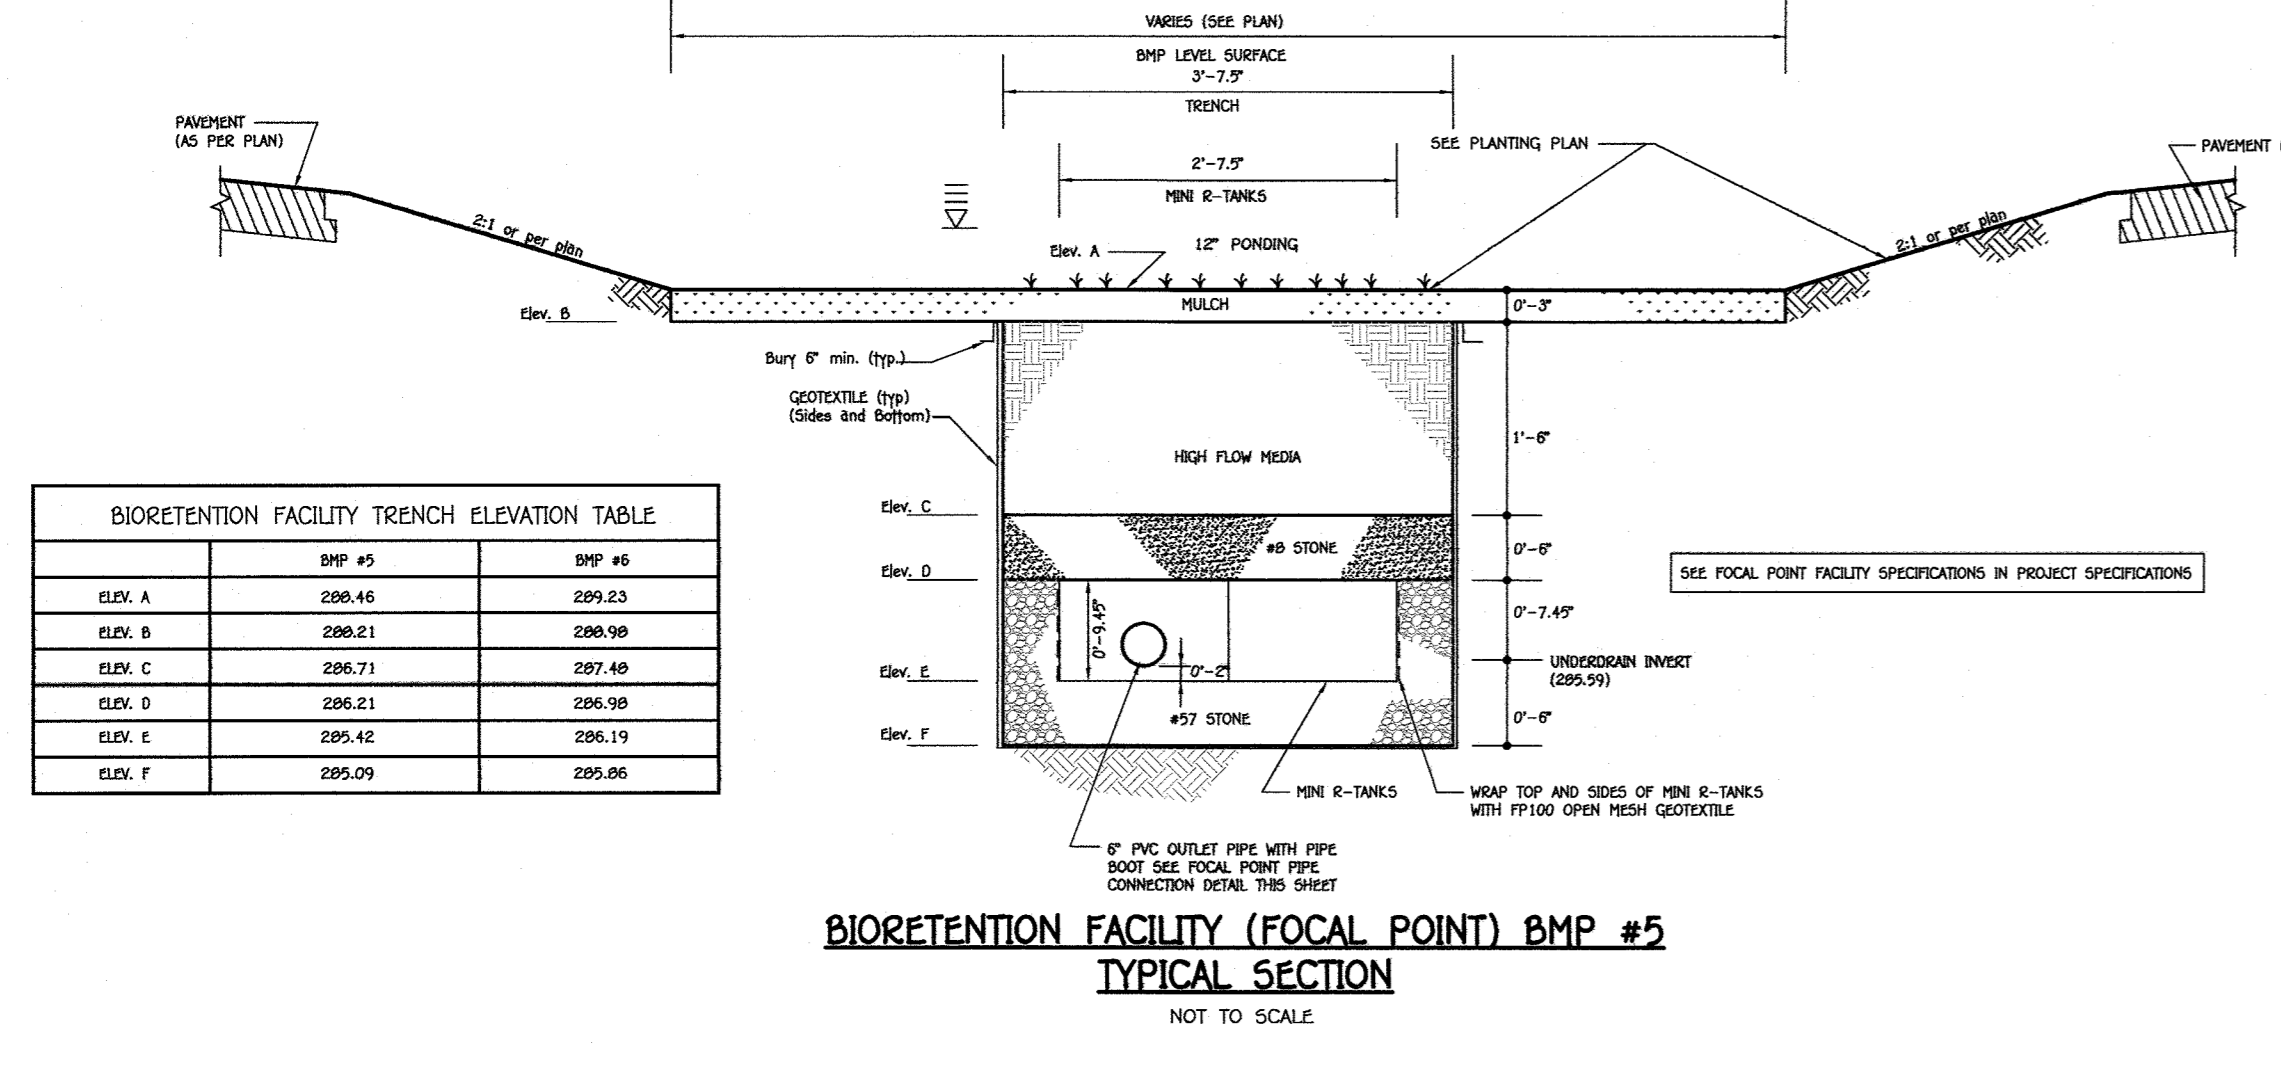 VARIES (SEE PLAN)
BMP LEVEL SURFACE
3'-7.5"
TRENCH
PAVEMENT
(AS PER PLAN)
SEE PLANTING PLAN
PAVEMENT (
2'-7.5"
MINI R-TANKS
2:1 or per plan
2:1 or per plan
Elev. A
12" PONDING
MULCH
0'-3"
Elev. B
Bury 6" min. (typ.)
GEOTEXTILE (typ)
(Sides and Bottom)
1'-6"
HIGH FLOW MEDIA
Elev. C
#8 STONE
0'-6"
Elev. D
SEE FOCAL POINT FACILITY SPECIFICATIONS IN PROJECT SPECIFICATIONS
0'-9.45"
0'-7.45"
Elev. E
0'-2"
UNDERDRAIN INVERT
(285.59)
#57 STONE
0'-6"
Elev. F
MINI R-TANKS
WRAP TOP AND SIDES OF MINI R-TANKS
WITH FP100 OPEN MESH GEOTEXTILE
6" PVC OUTLET PIPE WITH PIPE
BOOT SEE FOCAL POINT PIPE
CONNECTION DETAIL THIS SHEET
BIORETENTION FACILITY TRENCH ELEVATION TABLE
BMP #5 BMP #6
ELEV. A 288.46 289.23
ELEV. B 288.21 288.98
ELEV. C 286.71 287.48
ELEV. D 286.21 286.98
ELEV. E 285.42 286.19
ELEV. F 285.09 285.86
BIORETENTION FACILITY (FOCAL POINT) BMP #5
TYPICAL SECTION
NOT TO SCALE